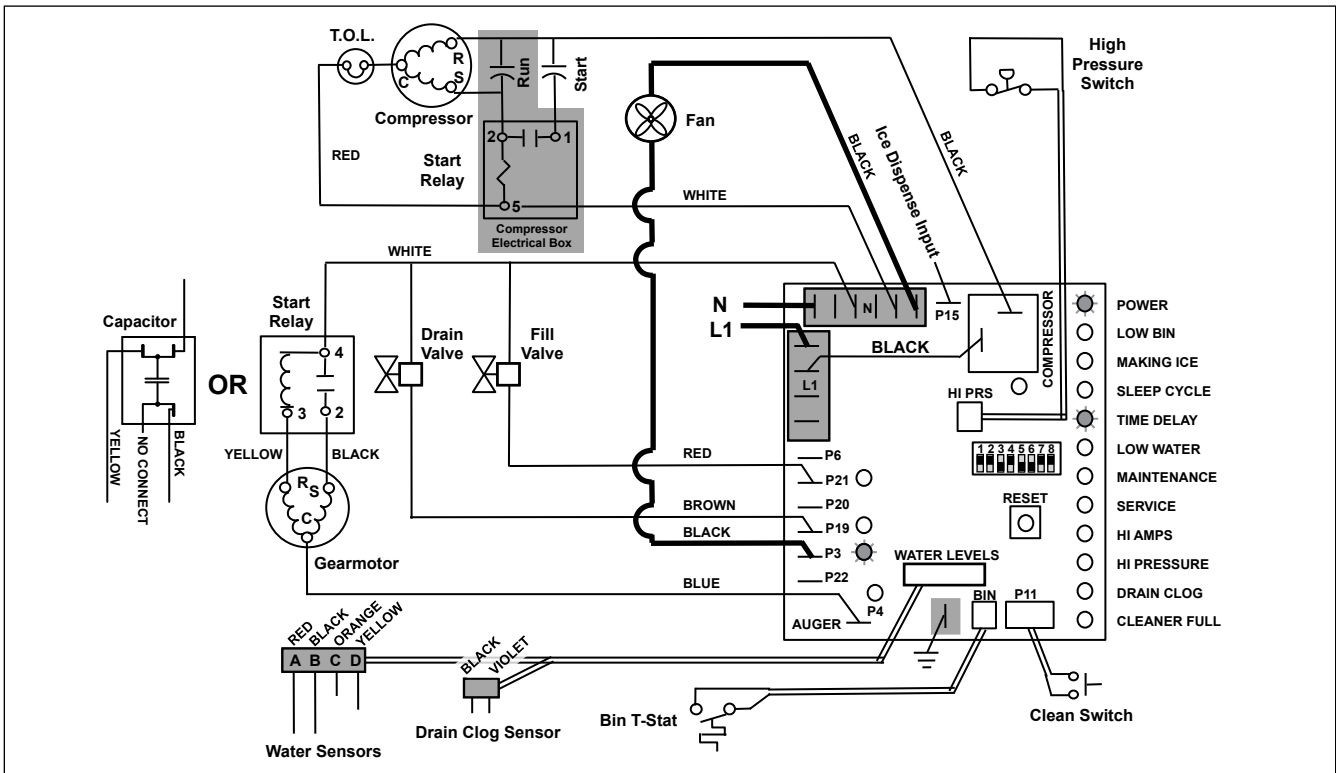 T.O.L.
R
S
C
Compressor
Run
Start
2
1
Start
Relay
5
Compressor
Electrical Box
RED
WHITE
WHITE
Fan
BLACK
Ice Dispense Input
BLACK
High
Pressure
Switch
Capacitor
YELLOW
NO CONNECT
BLACK
OR
Start
Relay
4
3
2
YELLOW
BLACK
R
S
C
Gearmotor
Drain
Valve
Fill
Valve
N
L1
N
P15
L1
BLACK
COMPRESSOR
HI PRS
1 2 3 4 5 6 7 8
RESET
POWER
LOW BIN
MAKING ICE
SLEEP CYCLE
TIME DELAY
LOW WATER
MAINTENANCE
SERVICE
HI AMPS
HI PRESSURE
DRAIN CLOG
CLEANER FULL
P6
RED
P21
P20
BROWN
P19
BLACK
P3
P22
BLUE
P4
AUGER
WATER LEVELS
BIN
P11
RED
BLACK
ORANGE
YELLOW
A B C D
Water Sensors
BLACK
VIOLET
Drain Clog Sensor
Bin T-Stat
Clean Switch